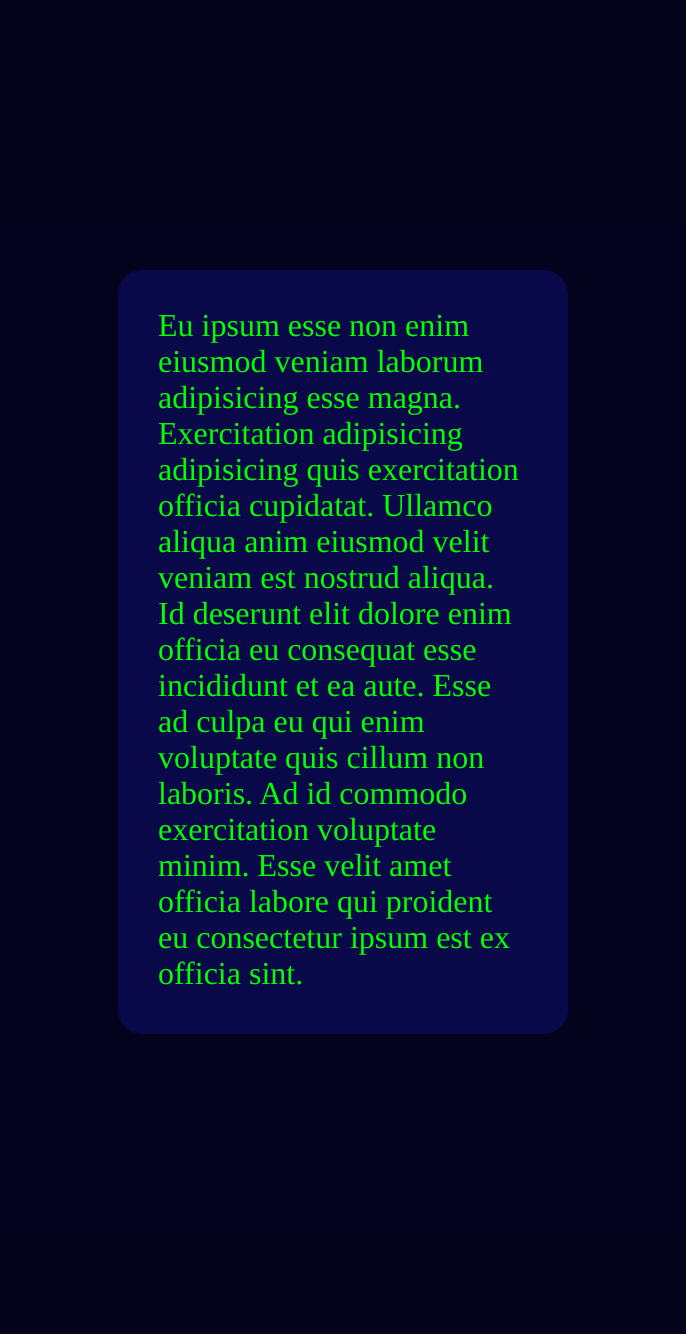 Eu ipsum esse non enim
eiusmod veniam laborum
adipisicing esse magna.
Exercitation adipisicing
adipisicing quis exercitation
officia cupidatat. Ullamco
aliqua anim eiusmod velit
veniam est nostrud aliqua.
Id deserunt elit dolore enim
officia eu consequat esse
incididunt et ea aute. Esse
ad culpa eu qui enim
voluptate quis cillum non
laboris. Ad id commodo
exercitation voluptate
minim. Esse velit amet
officia labore qui proident
eu consectetur ipsum est ex
officia sint.